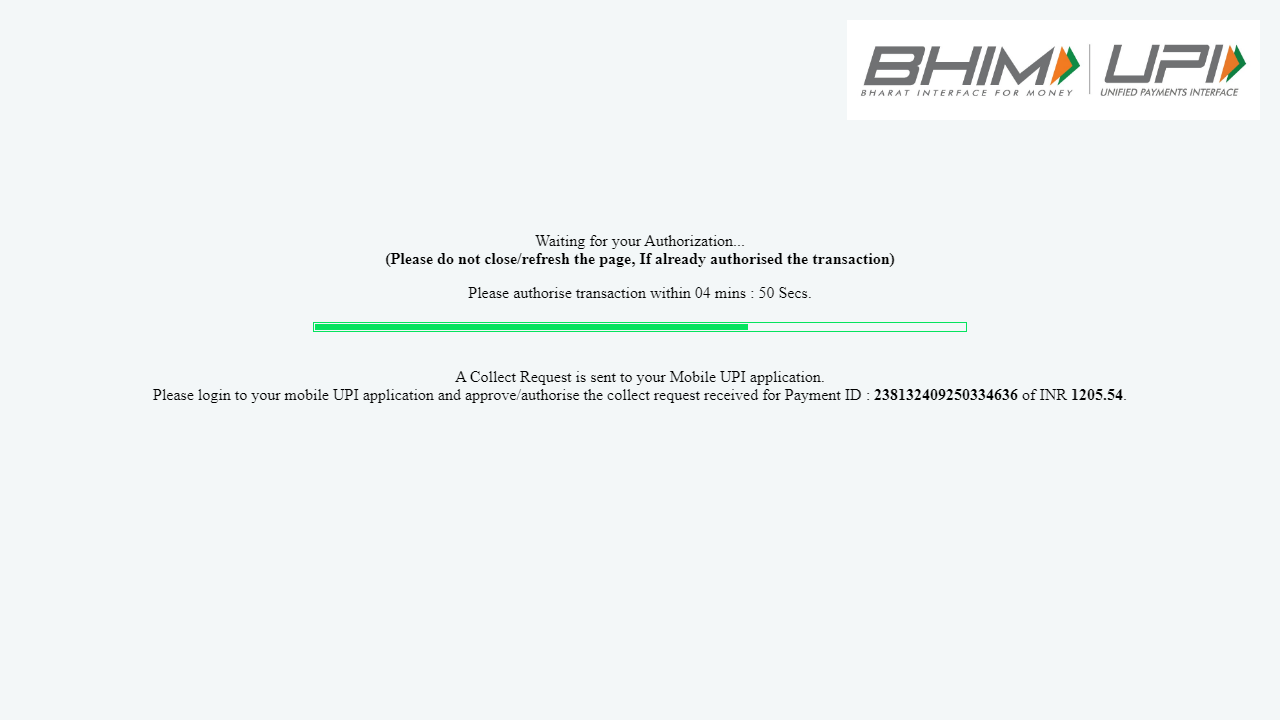 BHIM UPI
BHARAT INTERFACE FOR MONEY UNIFIED PAYMENTS INTERFACE
Waiting for your Authorization...
(Please do not close/refresh the page, If already authorised the transaction)
Please authorise transaction within 04 mins : 50 Secs.
A Collect Request is sent to your Mobile UPI application.
Please login to your mobile UPI application and approve/authorise the collect request received for Payment ID : 238132409250334636 of INR 1205.54.